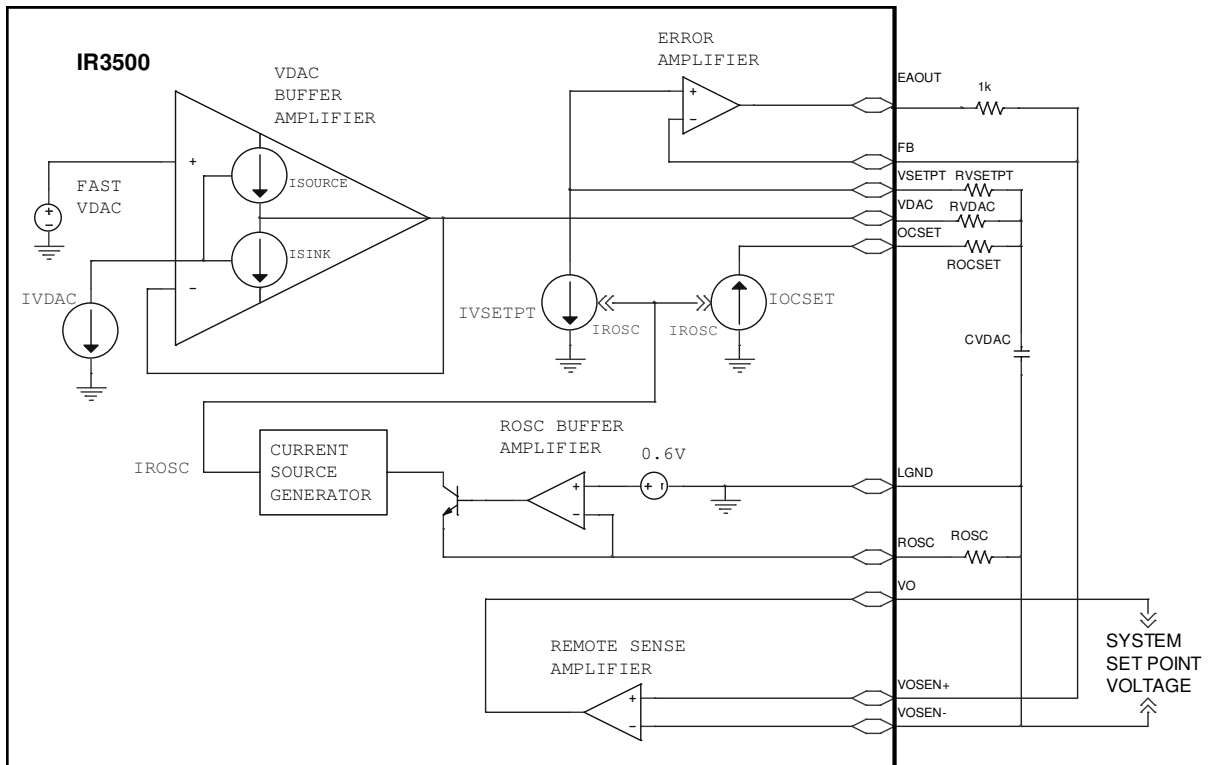 IR3500
VDAC
BUFFER
AMPLIFIER
ERROR
AMPLIFIER
+
−
EAOUT
1k
FB
VSETPT
RVSETPT
VDAC
RVDAC
OCSET
ROCSET
+
ISOURCE
FAST
VDAC
+
−
ISINK
−
IVDAC
IVSETPT
IROSC
IROSC
IOCSET
CVDAC
ROSC BUFFER
AMPLIFIER
0.6V
IROSC
CURRENT
SOURCE
GENERATOR
+
−
+
LGND
ROSC
ROSC
VO
REMOTE SENSE
AMPLIFIER
+
−
VOSEN+
VOSEN-
SYSTEM
SET POINT
VOLTAGE